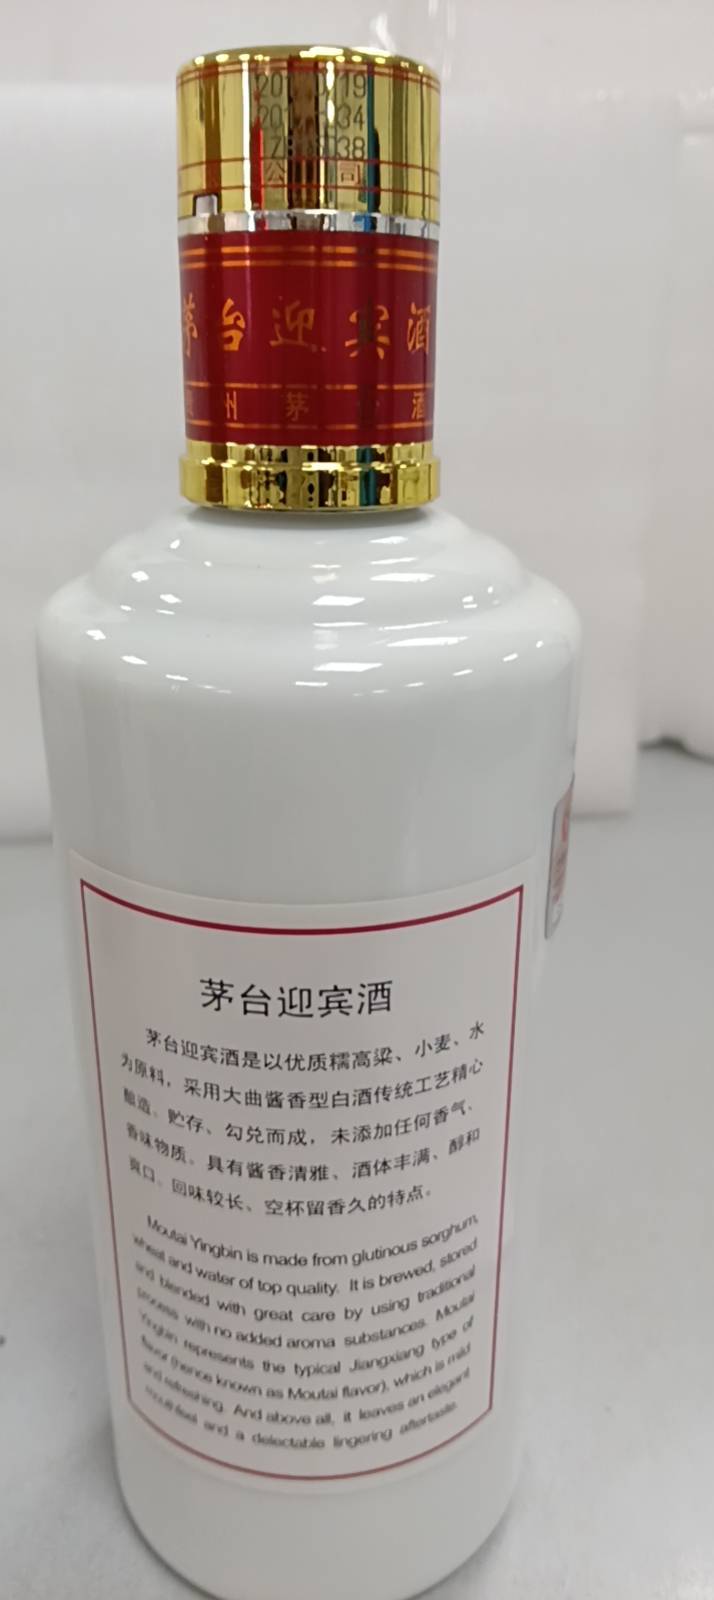 茅台迎宾酒
州 茅 台 酒
公 司
茅台迎宾酒
茅台迎宾酒是以优质糯高粱、小麦、水
为原料，采用大曲酱香型白酒传统工艺精心
酿造、贮存、勾兑而成，未添加任何香气、
香味物质。具有酱香清雅、酒体丰满、醇和
爽口、回味较长、空杯留香久的特点。
Moutai Yingbin is made from glutinous sorghum,
wheat and water of top quality. It is brewed, stored
and blended with great care by using traditional
process with no added aroma substances. Moutai
Yingbin represents the typical Jiangxiang type of
flavor (hence known as Moutai flavor), which is mild
and refreshing. And above all, it leaves an elegant
mouthfeel and a delectable lingering aftertaste.